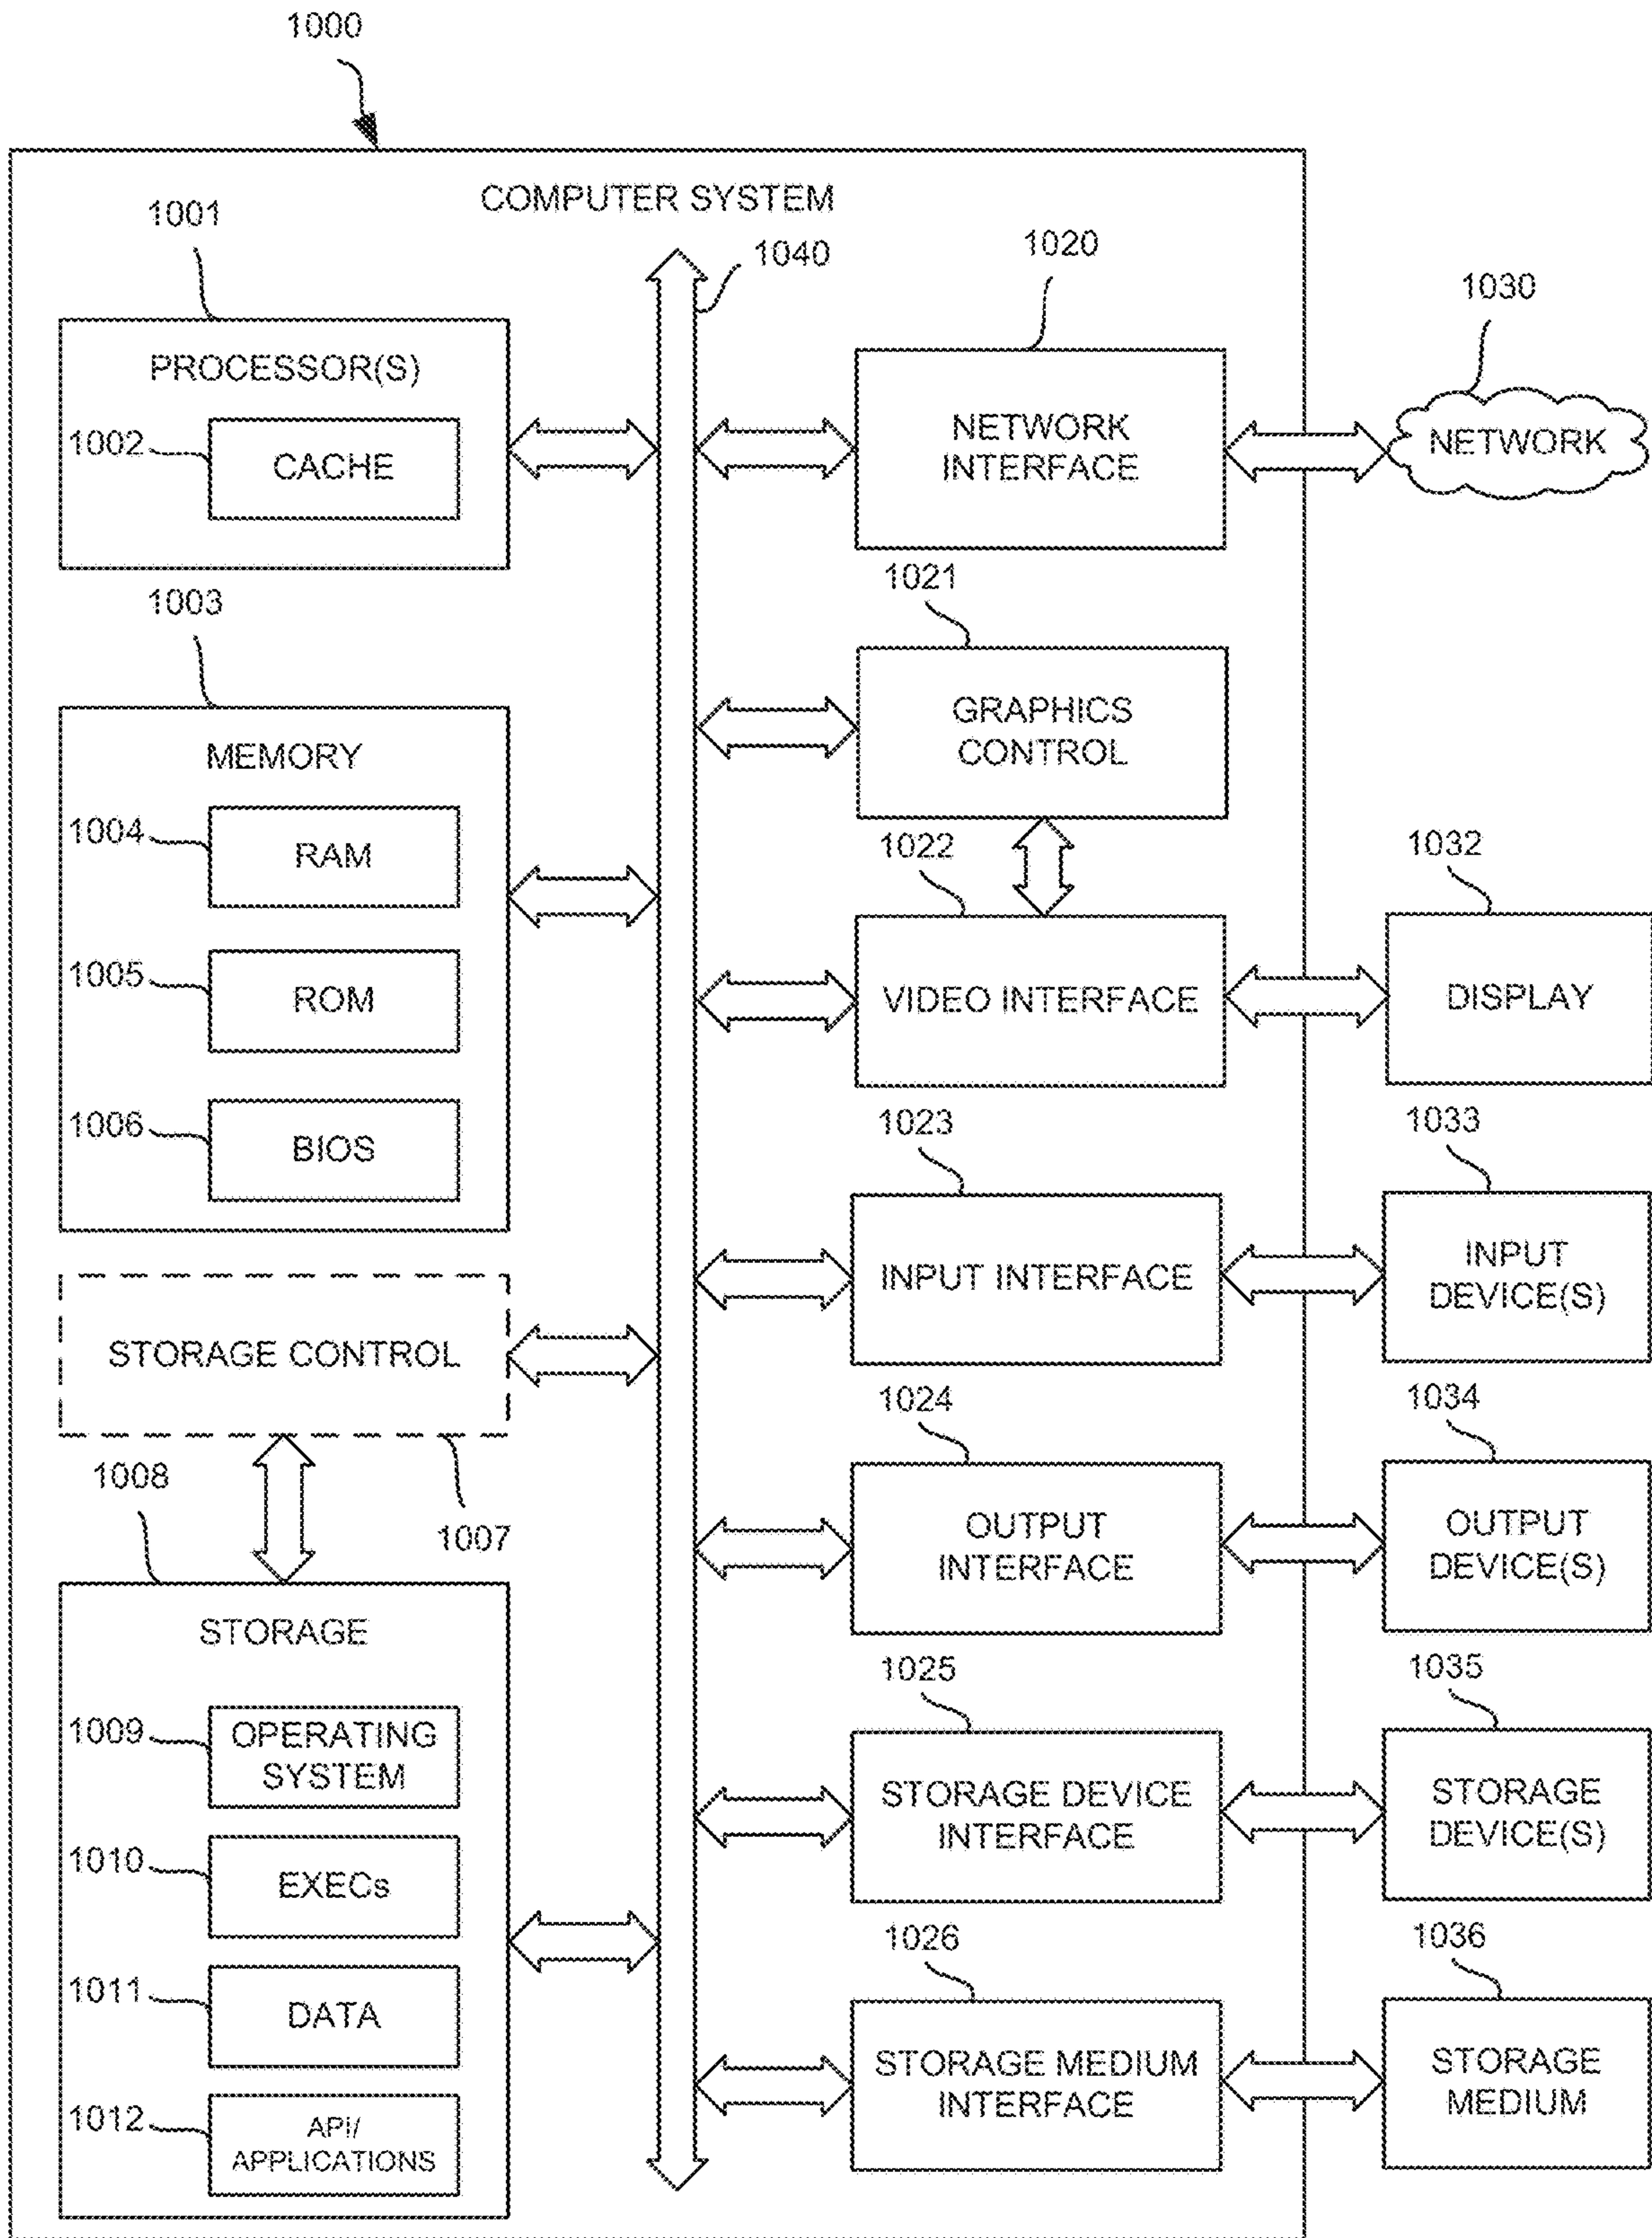 1000
COMPUTER SYSTEM
1001
1040
1020
1030
PROCESSOR(S)
1002
CACHE
NETWORK
INTERFACE
NETWORK
1003
1021
MEMORY
GRAPHICS
CONTROL
1004
RAM
1022
1032
1005
ROM
VIDEO INTERFACE
DISPLAY
1006
BIOS
1023
1033
STORAGE CONTROL
INPUT INTERFACE
INPUT
DEVICE(S)
1008
1007
1024
1034
OUTPUT
INTERFACE
OUTPUT
DEVICE(S)
STORAGE
1025
1035
1009
OPERATING
SYSTEM
STORAGE DEVICE
INTERFACE
STORAGE
DEVICE(S)
1010
EXECs
1026
1036
1011
DATA
STORAGE MEDIUM
INTERFACE
STORAGE
MEDIUM
1012
API/
APPLICATIONS